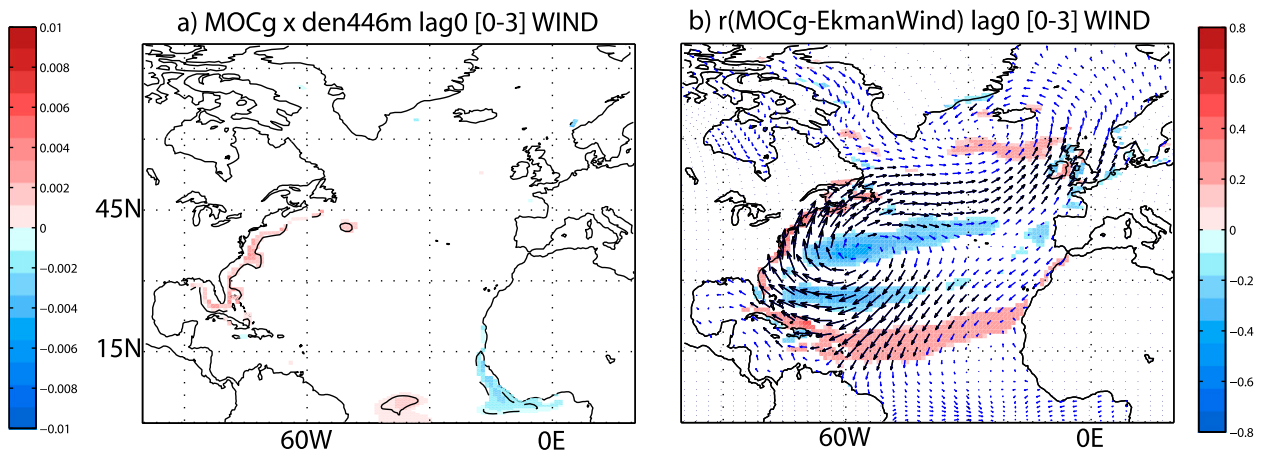 a) MOCg x den446m lag0 [0-3] WIND
b) r(MOCg-EkmanWind) lag0 [0-3] WIND
0.01
0.008
0.006
0.004
0.002
0
−0.002
−0.004
−0.006
−0.008
−0.01
45N
15N
60W
0E
60W
0E
0.8
0.6
0.4
0.2
0
−0.2
−0.4
−0.6
−0.8